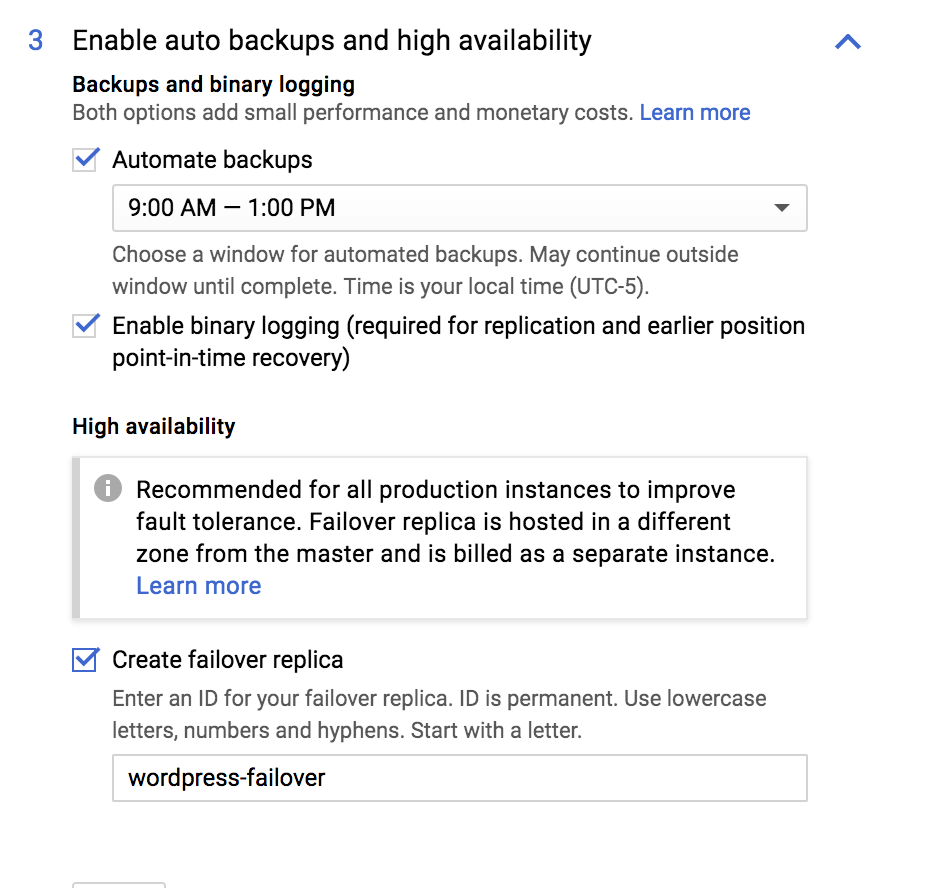 3 Enable auto backups and high availability
Backups and binary logging
Both options add small performance and monetary costs. Learn more
Automate backups
9:00 AM — 1:00 PM
Choose a window for automated backups. May continue outside
window until complete. Time is your local time (UTC-5).
Enable binary logging (required for replication and earlier position
point-in-time recovery)
High availability
Recommended for all production instances to improve
fault tolerance. Failover replica is hosted in a different
zone from the master and is billed as a separate instance.
Learn more
Create failover replica
Enter an ID for your failover replica. ID is permanent. Use lowercase
letters, numbers and hyphens. Start with a letter.
wordpress-failover